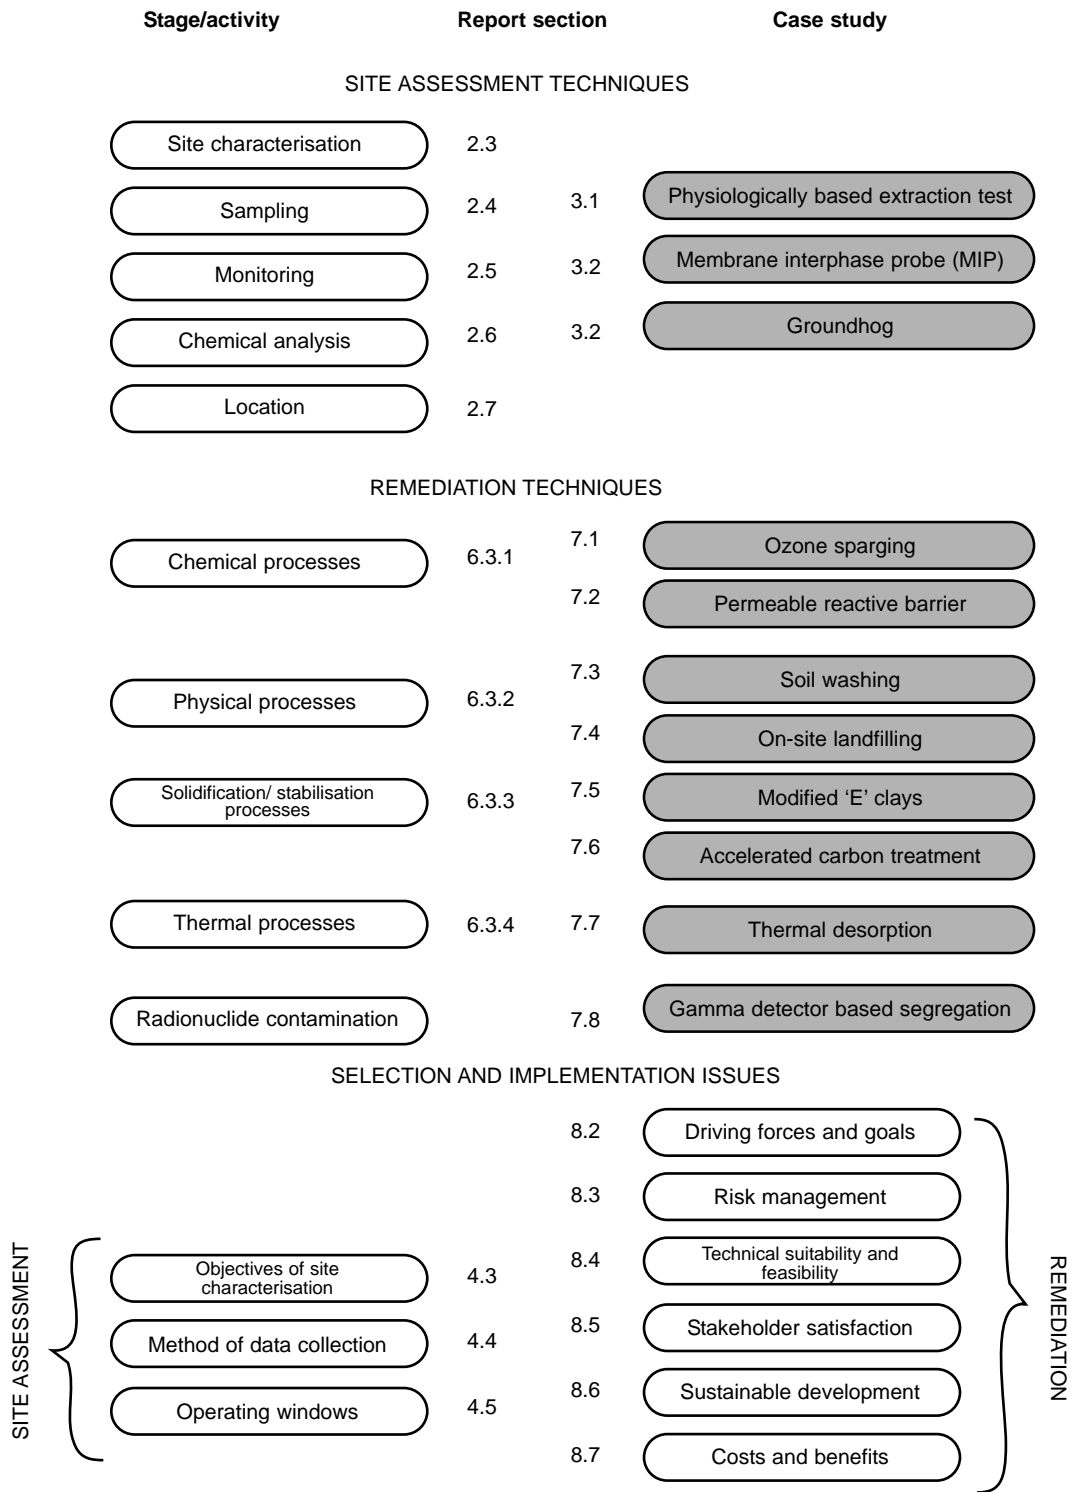 Stage/activity Report section Case study
SITE ASSESSMENT TECHNIQUES
Site characterisation 2.3
Sampling 2.4 3.1 Physiologically based extraction test
Monitoring 2.5 3.2 Membrane interphase probe (MIP)
Chemical analysis 2.6 3.2 Groundhog
Location 2.7
REMEDIATION TECHNIQUES
Chemical processes 6.3.1 7.1 Ozone sparging
7.2 Permeable reactive barrier
Physical processes 6.3.2 7.3 Soil washing
7.4 On-site landfilling
Solidification/ stabilisation
processes 6.3.3 7.5 Modified ‘E’ clays
7.6 Accelerated carbon treatment
Thermal processes 6.3.4 7.7 Thermal desorption
Radionuclide contamination 7.8 Gamma detector based segregation
SELECTION AND IMPLEMENTATION ISSUES
8.2 Driving forces and goals
8.3 Risk management
SITE ASSESSMENT
Objectives of site
characterisation 4.3
8.4 Technical suitability and
feasibility
Method of data collection 4.4 8.5 Stakeholder satisfaction
Operating windows 4.5 8.6 Sustainable development
8.7 Costs and benefits
REMEDIATION